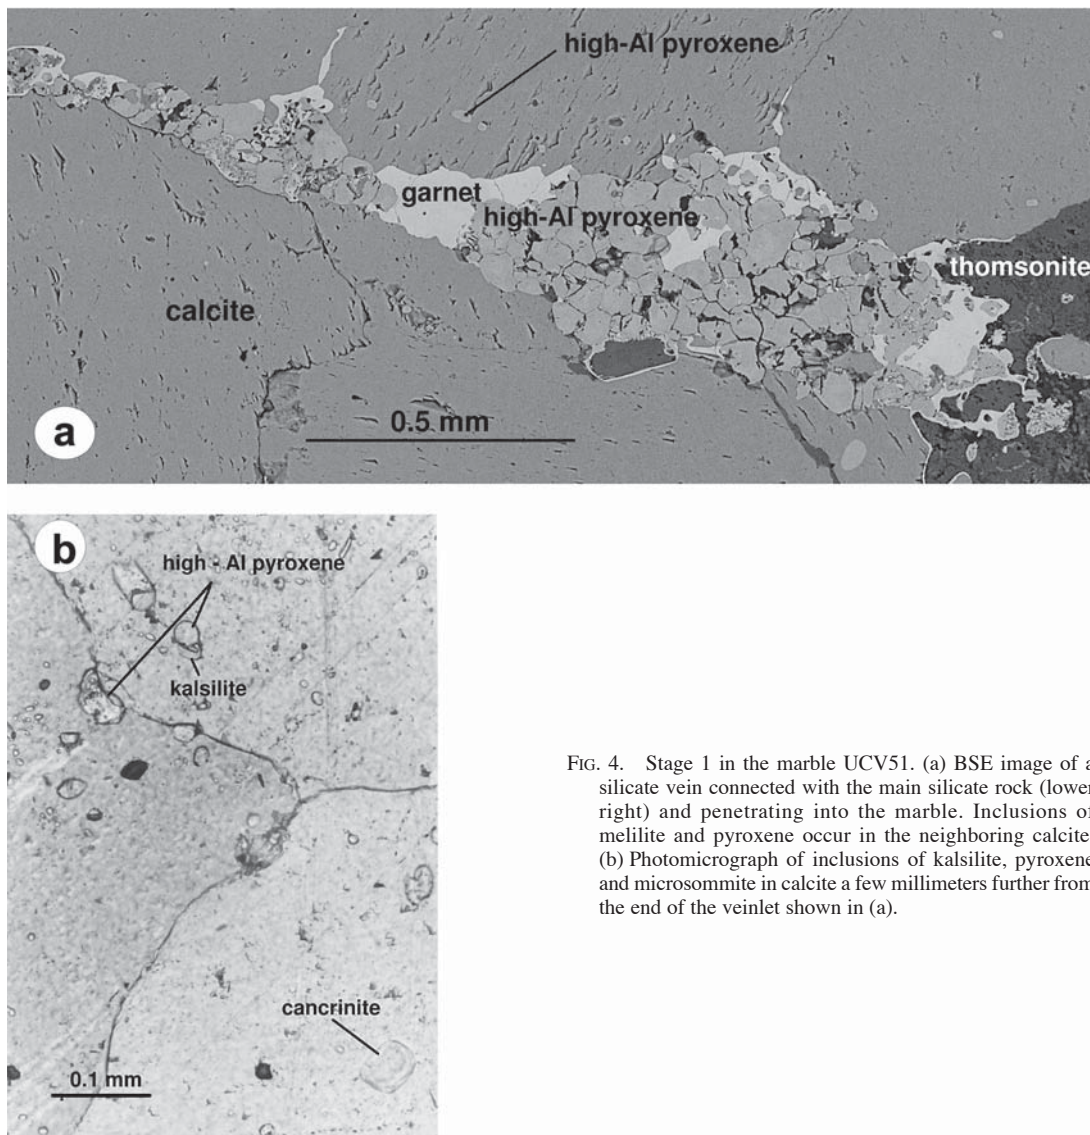 high-Al pyroxene
garnet
high-Al pyroxene
thomsonite
calcite
0.5 mm
a
b
high - Al pyroxene
kalsilite
cancrinite
0.1 mm
FIG. 4. Stage 1 in the marble UCV51. (a) BSE image of a
silicate vein connected with the main silicate rock (lower
right) and penetrating into the marble. Inclusions of
melilite and pyroxene occur in the neighboring calcite
(b) Photomicrograph of inclusions of kalsilite, pyroxene
and microsommite in calcite a few millimeters further from
the end of the veinlet shown in (a).